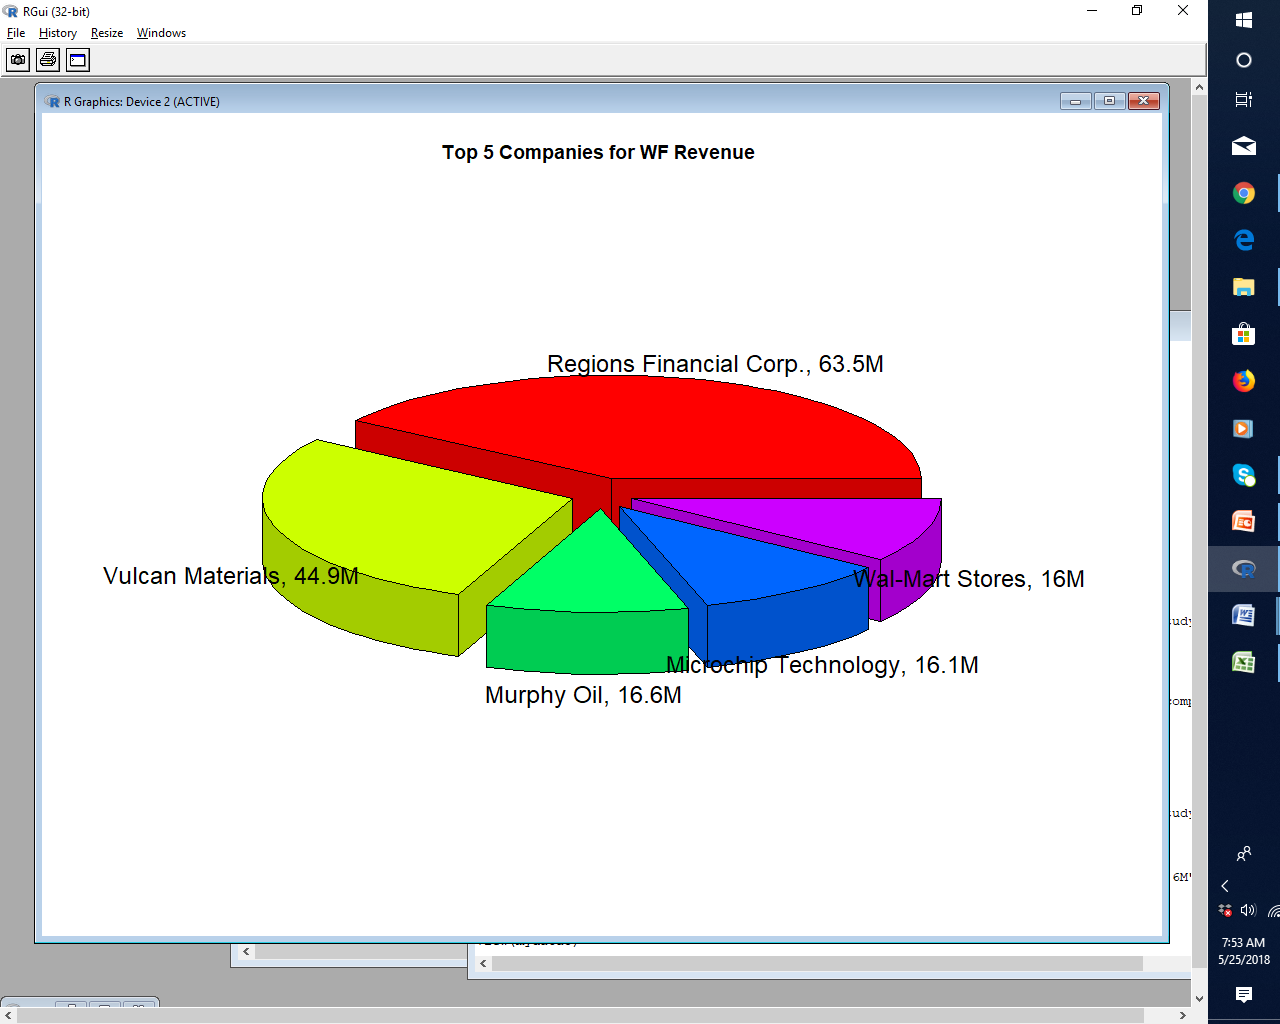 RGui (32-bit)
File History Resize Windows
R Graphics: Device 2 (ACTIVE)
Top 5 Companies for WF Revenue
Regions Financial Corp., 63.5M
Vulcan Materials, 44.9M
Wal-Mart Stores, 16M
Microchip Technology, 16.1M
Murphy Oil, 16.6M
6M"
7:53 AM
5/25/2018